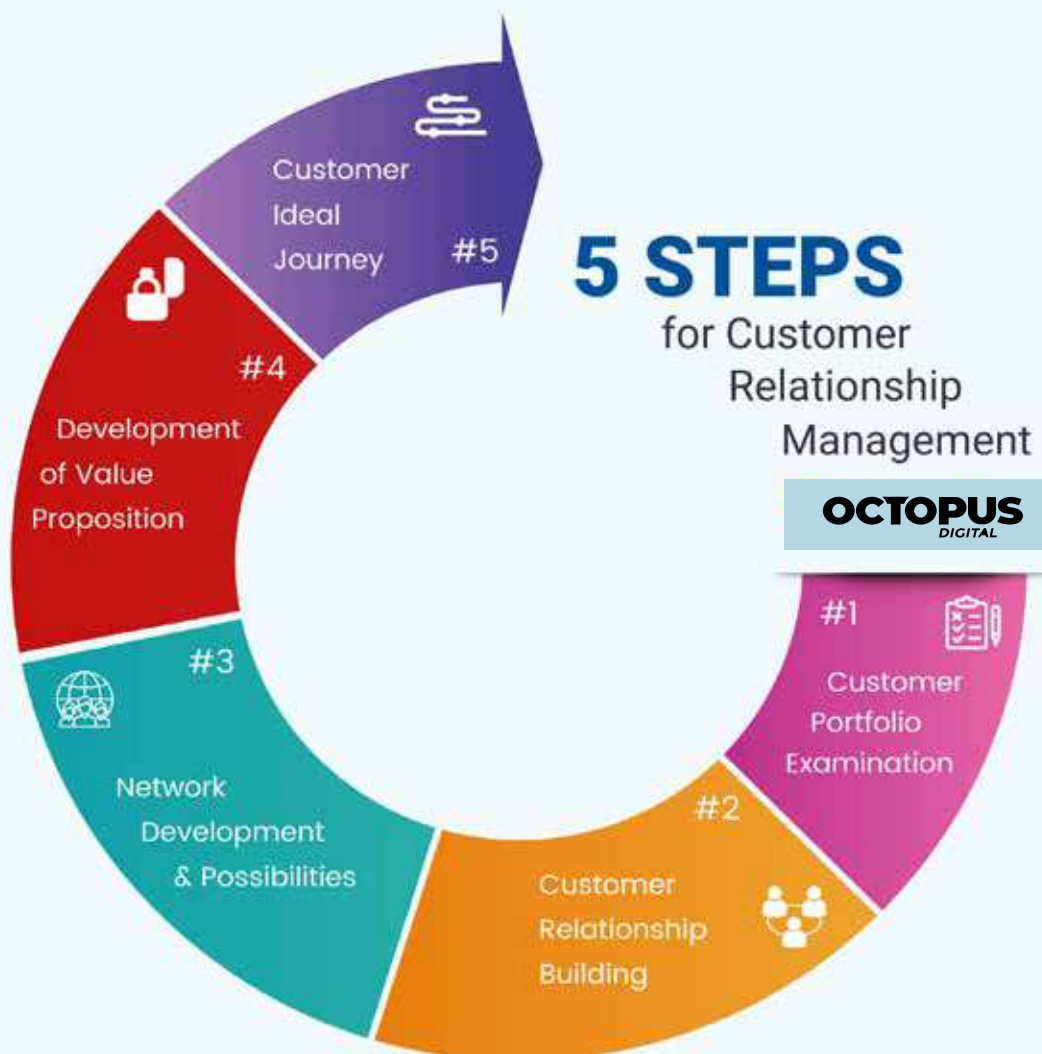 5 STEPS
for Customer
Relationship
Management
OCTOPUS
DIGITAL
#1
Customer
Portfolio
Examination
#2
Customer
Relationship
Building
#3
Network
Development
& Possibilities
#4
Development
of Value
Proposition
Customer
Ideal
Journey
#5